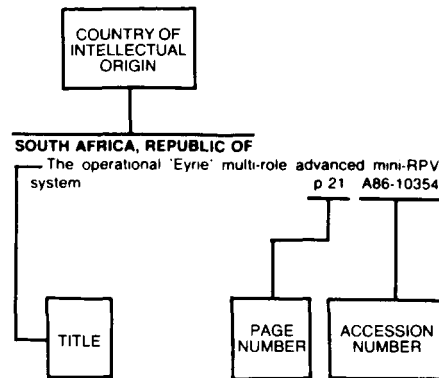 COUNTRY OF
INTELLECTUAL
ORIGIN
SOUTH AFRICA, REPUBLIC OF
The operational 'Eyrie' multi-role advanced mini-RPV
system p 21 A86-10354
TITLE
PAGE
NUMBER
ACCESSION
NUMBER